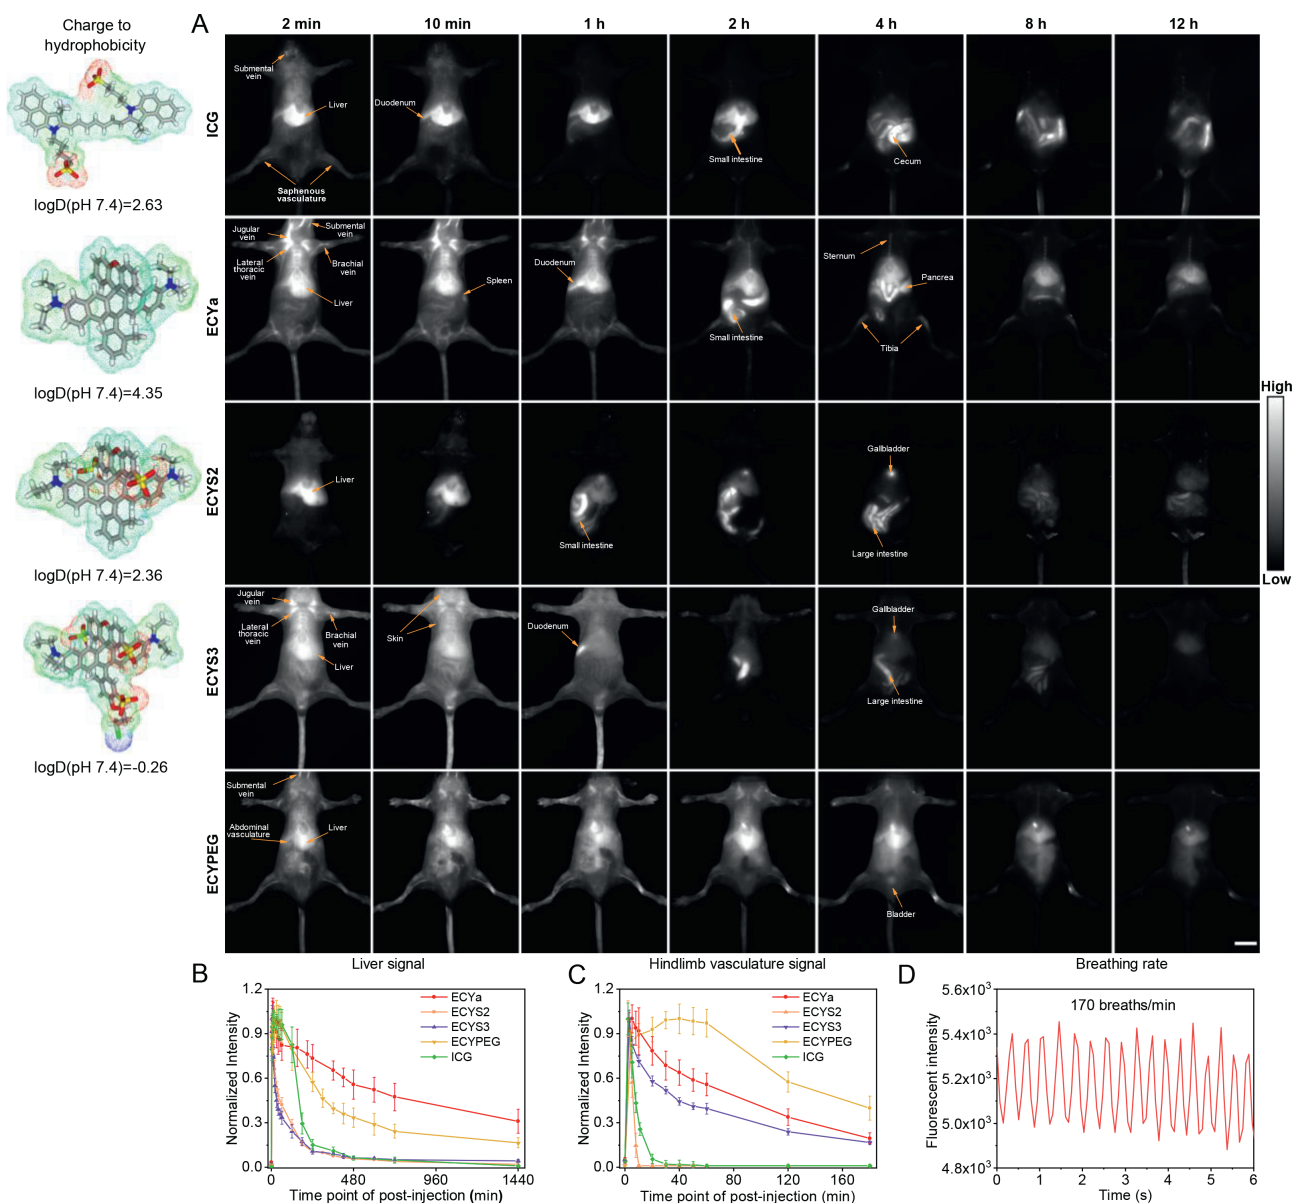 Charge to
hydrophobicity
logD(pH 7.4)=2.63
logD(pH 7.4)=4.35
logD(pH 7.4)=2.36
logD(pH 7.4)=-0.26
A
2 min
10 min
1 h
2 h
4 h
8 h
12 h
ICG
Submental
vein
Liver
Saphenous
vasculature
Duodenum
Small intestine
Cecum
ECYa
Jugular
vein
Submental
vein
Lateral
thoracic
vein
Brachial
vein
Liver
Spleen
Duodenum
Small intestine
Sternum
Pancrea
Tibia
ECYS2
Liver
Small intestine
Gallbladder
Large intestine
ECYS3
Jugular
vein
Lateral
thoracic
vein
Brachial
vein
Liver
Skin
Duodenum
Gallbladder
Large intestine
ECYPEG
Submental
vein
Abdominal
vasculature
Liver
Bladder
High
Low
B
Liver signal
Normalized Intensity
1.2
0.9
0.6
0.3
0.0
0
480
960
1440
Time point of post-injection (min)
ECYa
ECYS2
ECYS3
ECYPEG
ICG
C
Hindlimb vasculature signal
Normalized Intensity
1.2
0.9
0.6
0.3
0.0
0
40
80
120
160
Time point of post-injection (min)
ECYa
ECYS2
ECYS3
ECYPEG
ICG
D
Breathing rate
170 breaths/min
Fluorescent intensity
5.6x10³
5.4x10³
5.2x10³
5.0x10³
4.8x10³
0
1
2
3
4
5
6
Time (s)